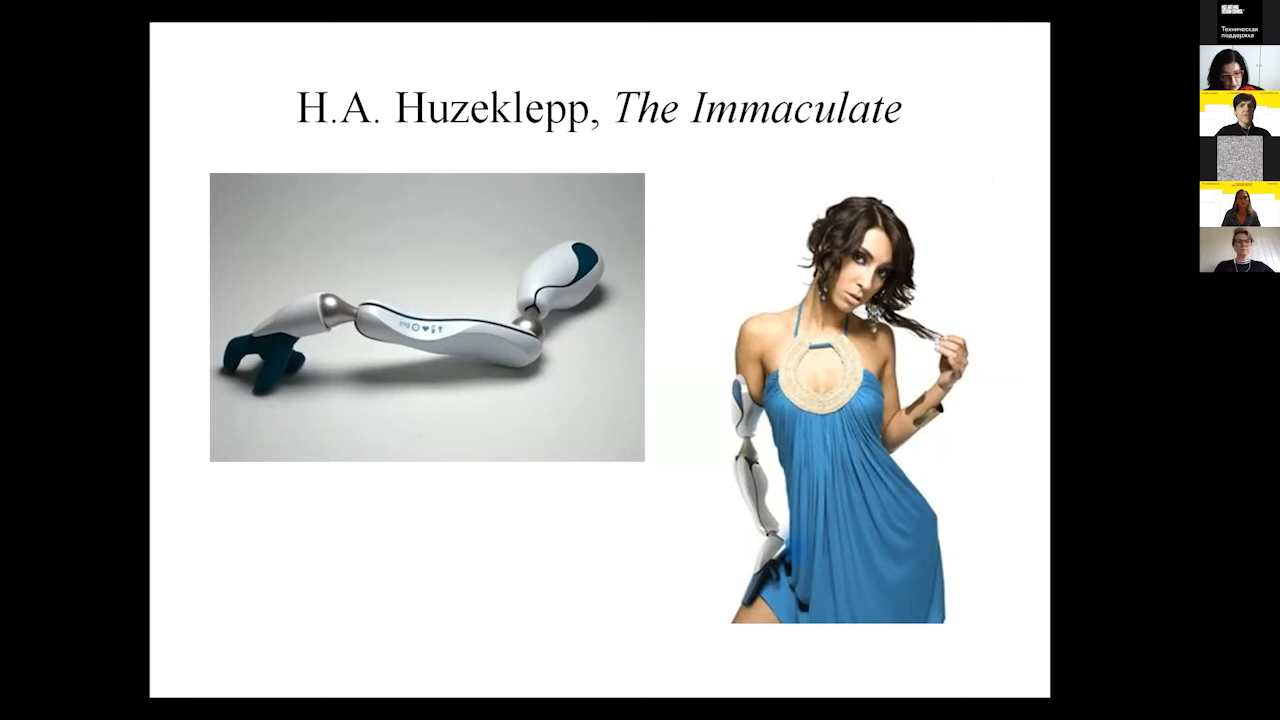 H.A. Huzeklepp, The Immaculate
Техническая
поддержка